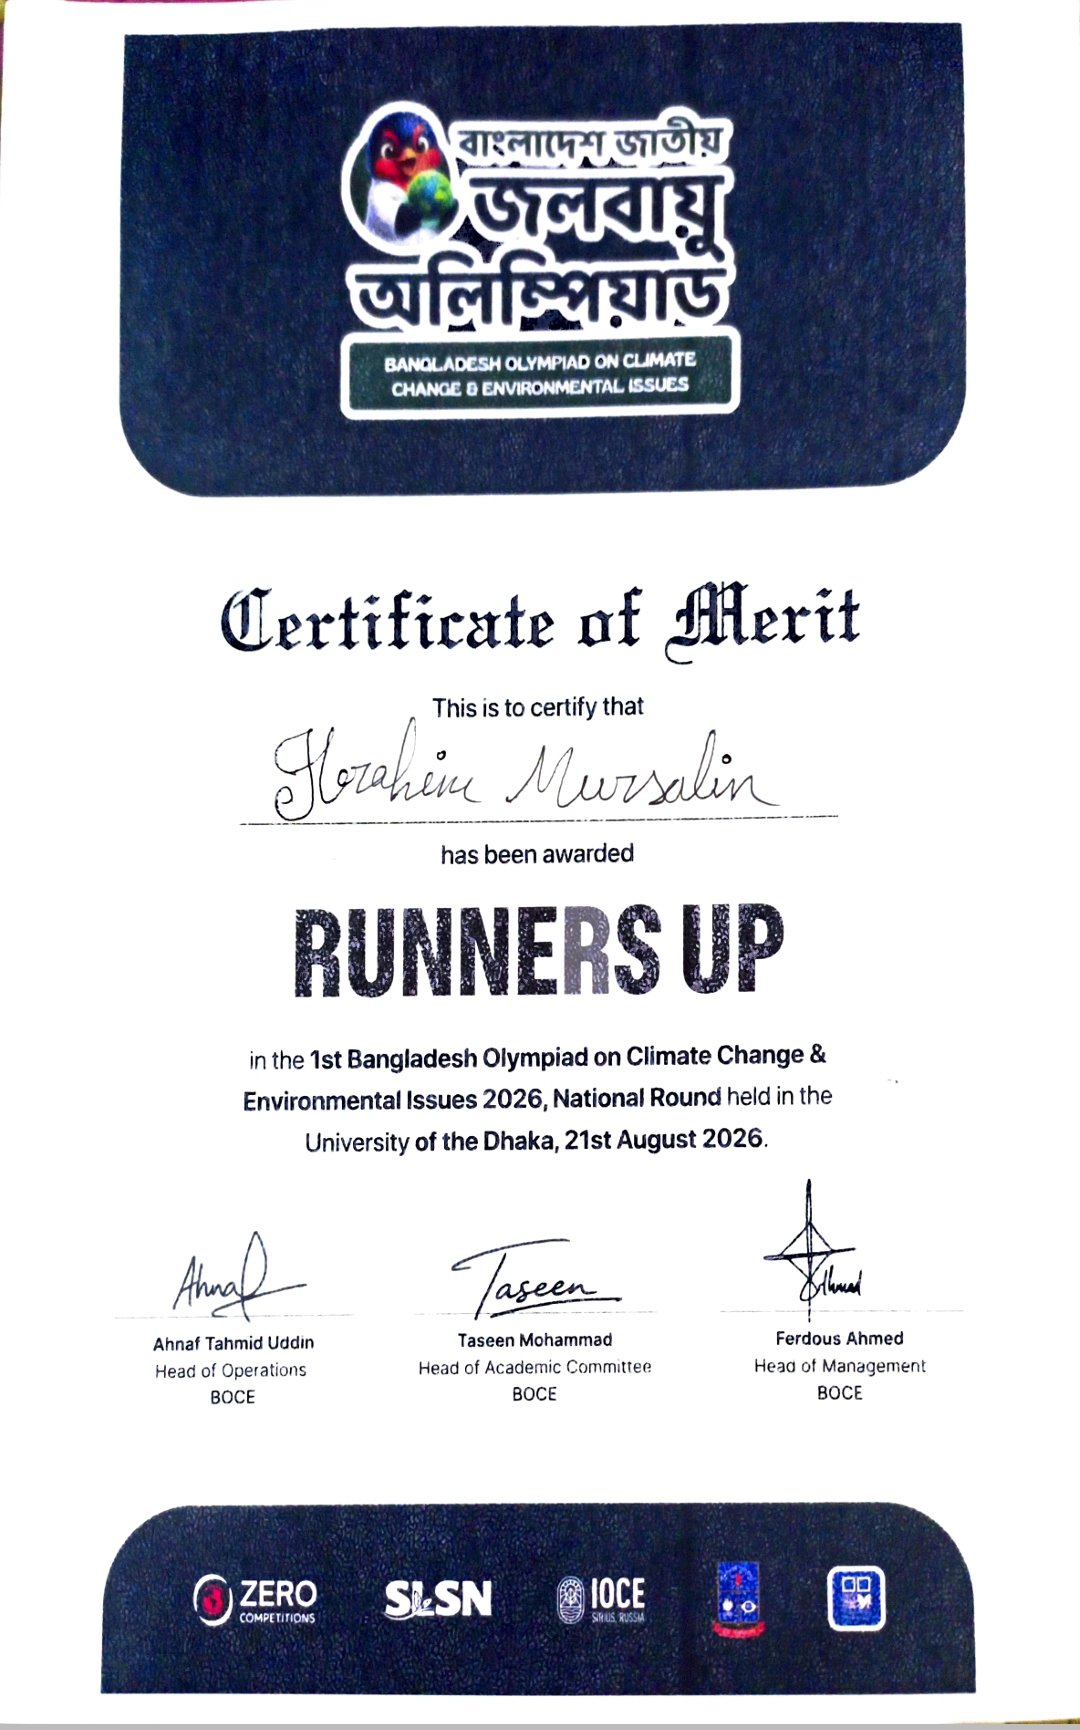 বাংলাদেশ জাতীয়
জলবায়ু
অলিম্পিয়াড
BANGLADESH OLYMPIAD ON CLIMATE
CHANGE & ENVIRONMENTAL ISSUES
Certificate of Merit
This is to certify that
Ibrahim Mursalin
has been awarded
RUNNERS UP
in the 1st Bangladesh Olympiad on Climate Change &
Environmental Issues 2026, National Round held in the
University of the Dhaka, 21st August 2026.
Ahnaf
Taseen
Ahmed
Ahnaf Tahmid Uddin
Taseen Mohammad
Ferdous Ahmed
Head of Operations
Head of Academic Committee
Head of Management
BOCE
BOCE
BOCE
ZERO
COMPETITIONS
SLSN
IOCE
SIRIUS, RUSSIA